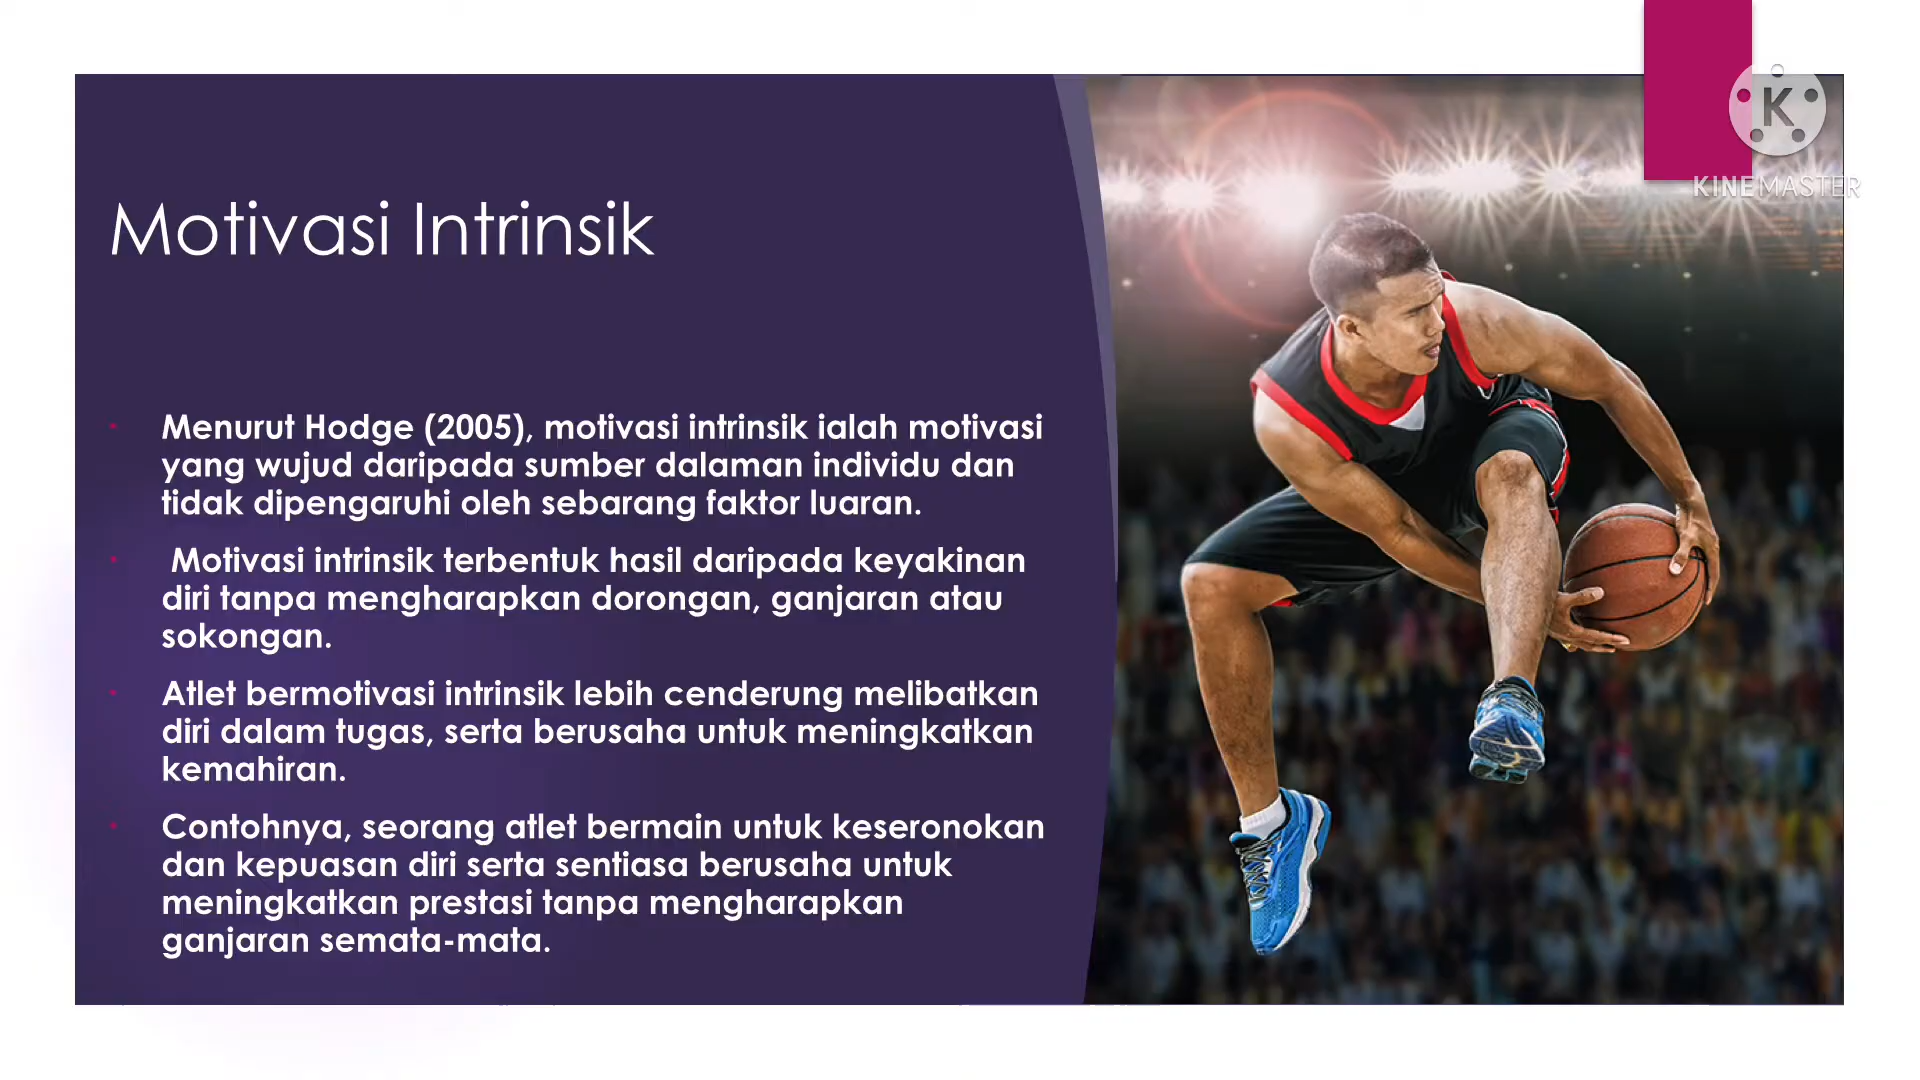 K
KINEMASTER
Motivasi Intrinsik
Menurut Hodge (2005), motivasi intrinsik ialah motivasi
yang wujud daripada sumber dalaman individu dan
tidak dipengaruhi oleh sebarang faktor luaran.
Motivasi intrinsik terbentuk hasil daripada keyakinan
diri tanpa mengharapkan dorongan, ganjaran atau
sokongan.
Atlet bermotivasi intrinsik lebih cenderung melibatkan
diri dalam tugas, serta berusaha untuk meningkatkan
kemahiran.
Contohnya, seorang atlet bermain untuk keseronokan
dan kepuasan diri serta sentiasa berusaha untuk
meningkatkan prestasi tanpa mengharapkan
ganjaran semata-mata.